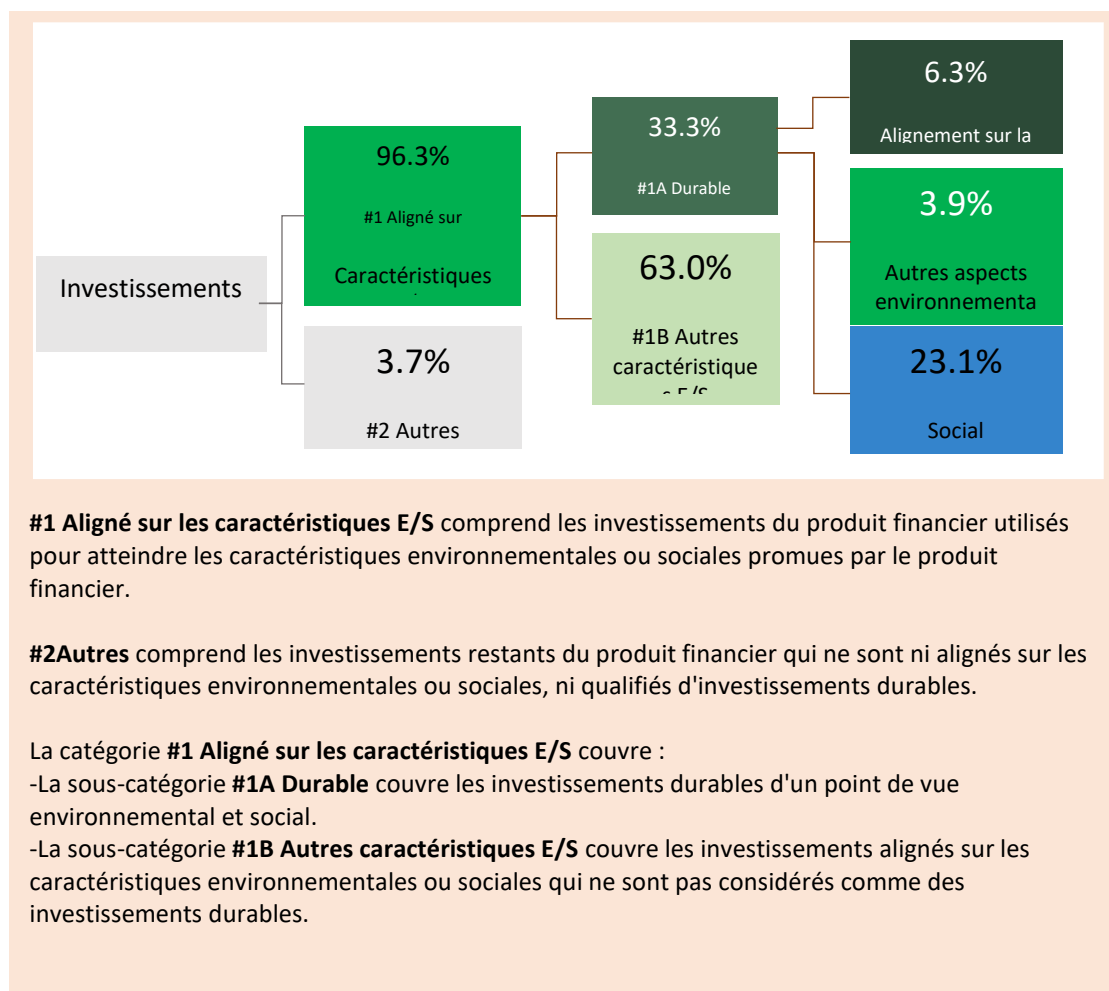 6.3%
Alignement sur la
33.3%
#1A Durable
96.3%
#1 Aligné sur
Caractéristiques
3.9%
Autres aspects
environnementa
63.0%
#1B Autres
caractéristique
s E/S
Investissements
3.7%
#2 Autres
23.1%
Social
#1 Aligné sur les caractéristiques E/S comprend les investissements du produit financier utilisés
pour atteindre les caractéristiques environnementales ou sociales promues par le produit
financier.
#2Autres comprend les investissements restants du produit financier qui ne sont ni alignés sur les
caractéristiques environnementales ou sociales, ni qualifiés d'investissements durables.
La catégorie #1 Aligné sur les caractéristiques E/S couvre :
-La sous-catégorie #1A Durable couvre les investissements durables d'un point de vue
environnemental et social.
-La sous-catégorie #1B Autres caractéristiques E/S couvre les investissements alignés sur les
caractéristiques environnementales ou sociales qui ne sont pas considérés comme des
investissements durables.